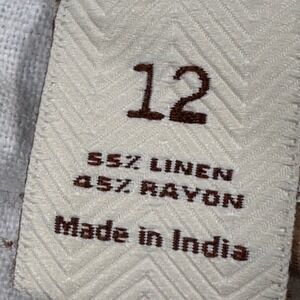 12
55% LINEN
45% RAYON
Made in India